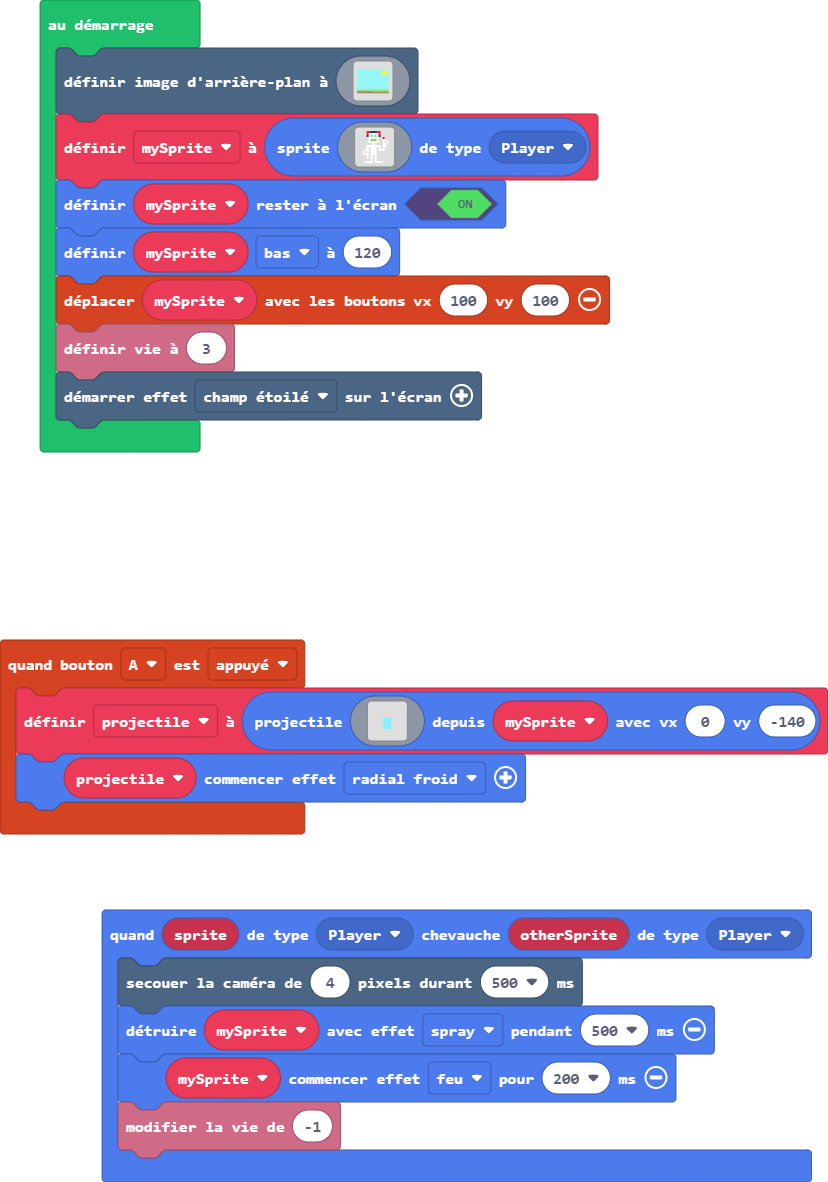 au démarrage
définir image d'arrière-plan à
définir mySprite à sprite de type Player
définir mySprite rester à l'écran ON
définir mySprite bas à 120
déplacer mySprite avec les boutons vx 100 vy 100
définir vie à 3
démarrer effet champ étoilé sur l'écran
quand bouton A est appuyé
définir projectile à projectile depuis mySprite avec vx 0 vy -140
projectile commencer effet radial froid
quand sprite de type Player chevauche otherSprite de type Player
secouer la caméra de 4 pixels durant 500 ms
détruire mySprite avec effet spray pendant 500 ms
mySprite commencer effet feu pour 200 ms
modifier la vie de -1